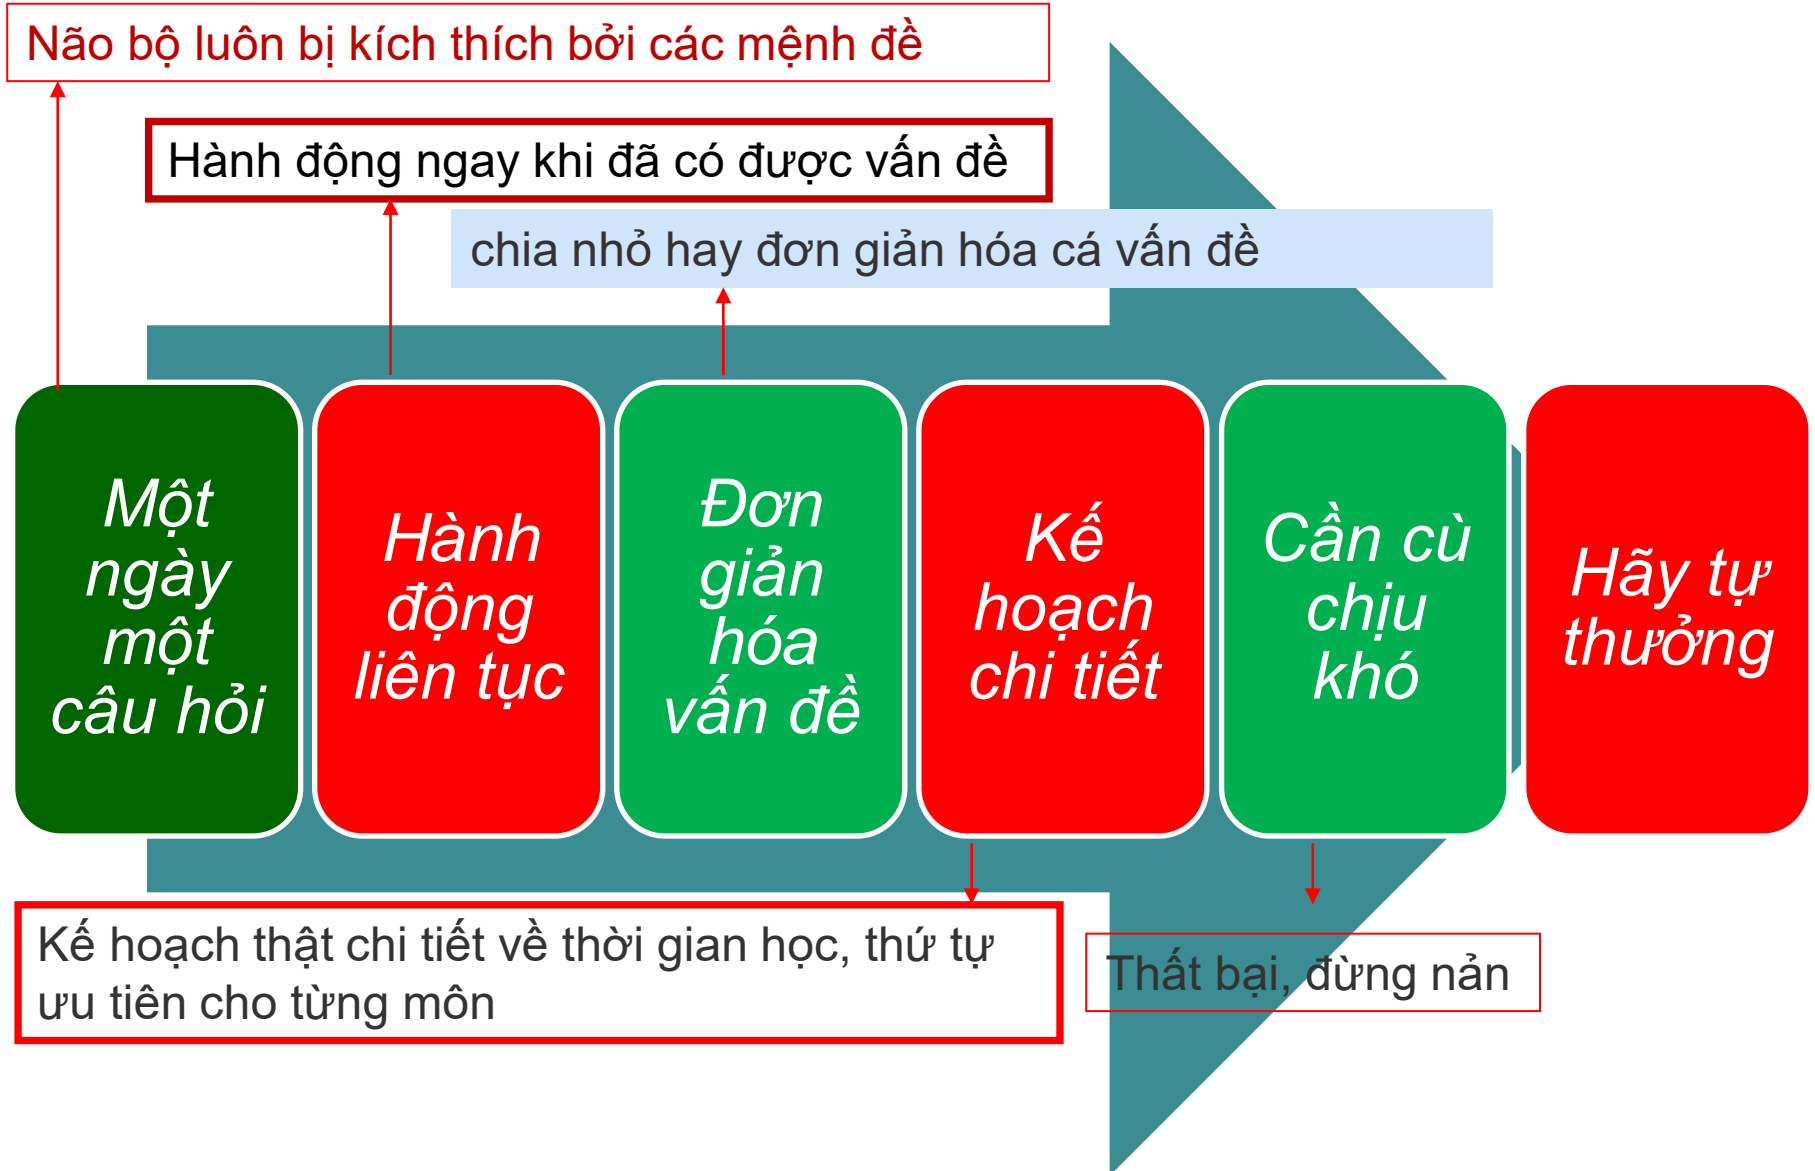 Não bộ luôn bị kích thích bởi các mệnh đề
Hành động ngay khi đã có được vấn đề
chia nhỏ hay đơn giản hóa cá vấn đề
Một
ngày
một
câu hỏi
Hành
động
liên tục
Đơn
giản
hóa
vấn đề
Kế
hoạch
chi tiết
Cần cù
chịu
khó
Hãy tự
thưởng
Kế hoạch thật chi tiết về thời gian học, thứ tự
ưu tiên cho từng môn
Thất bại, đừng nản